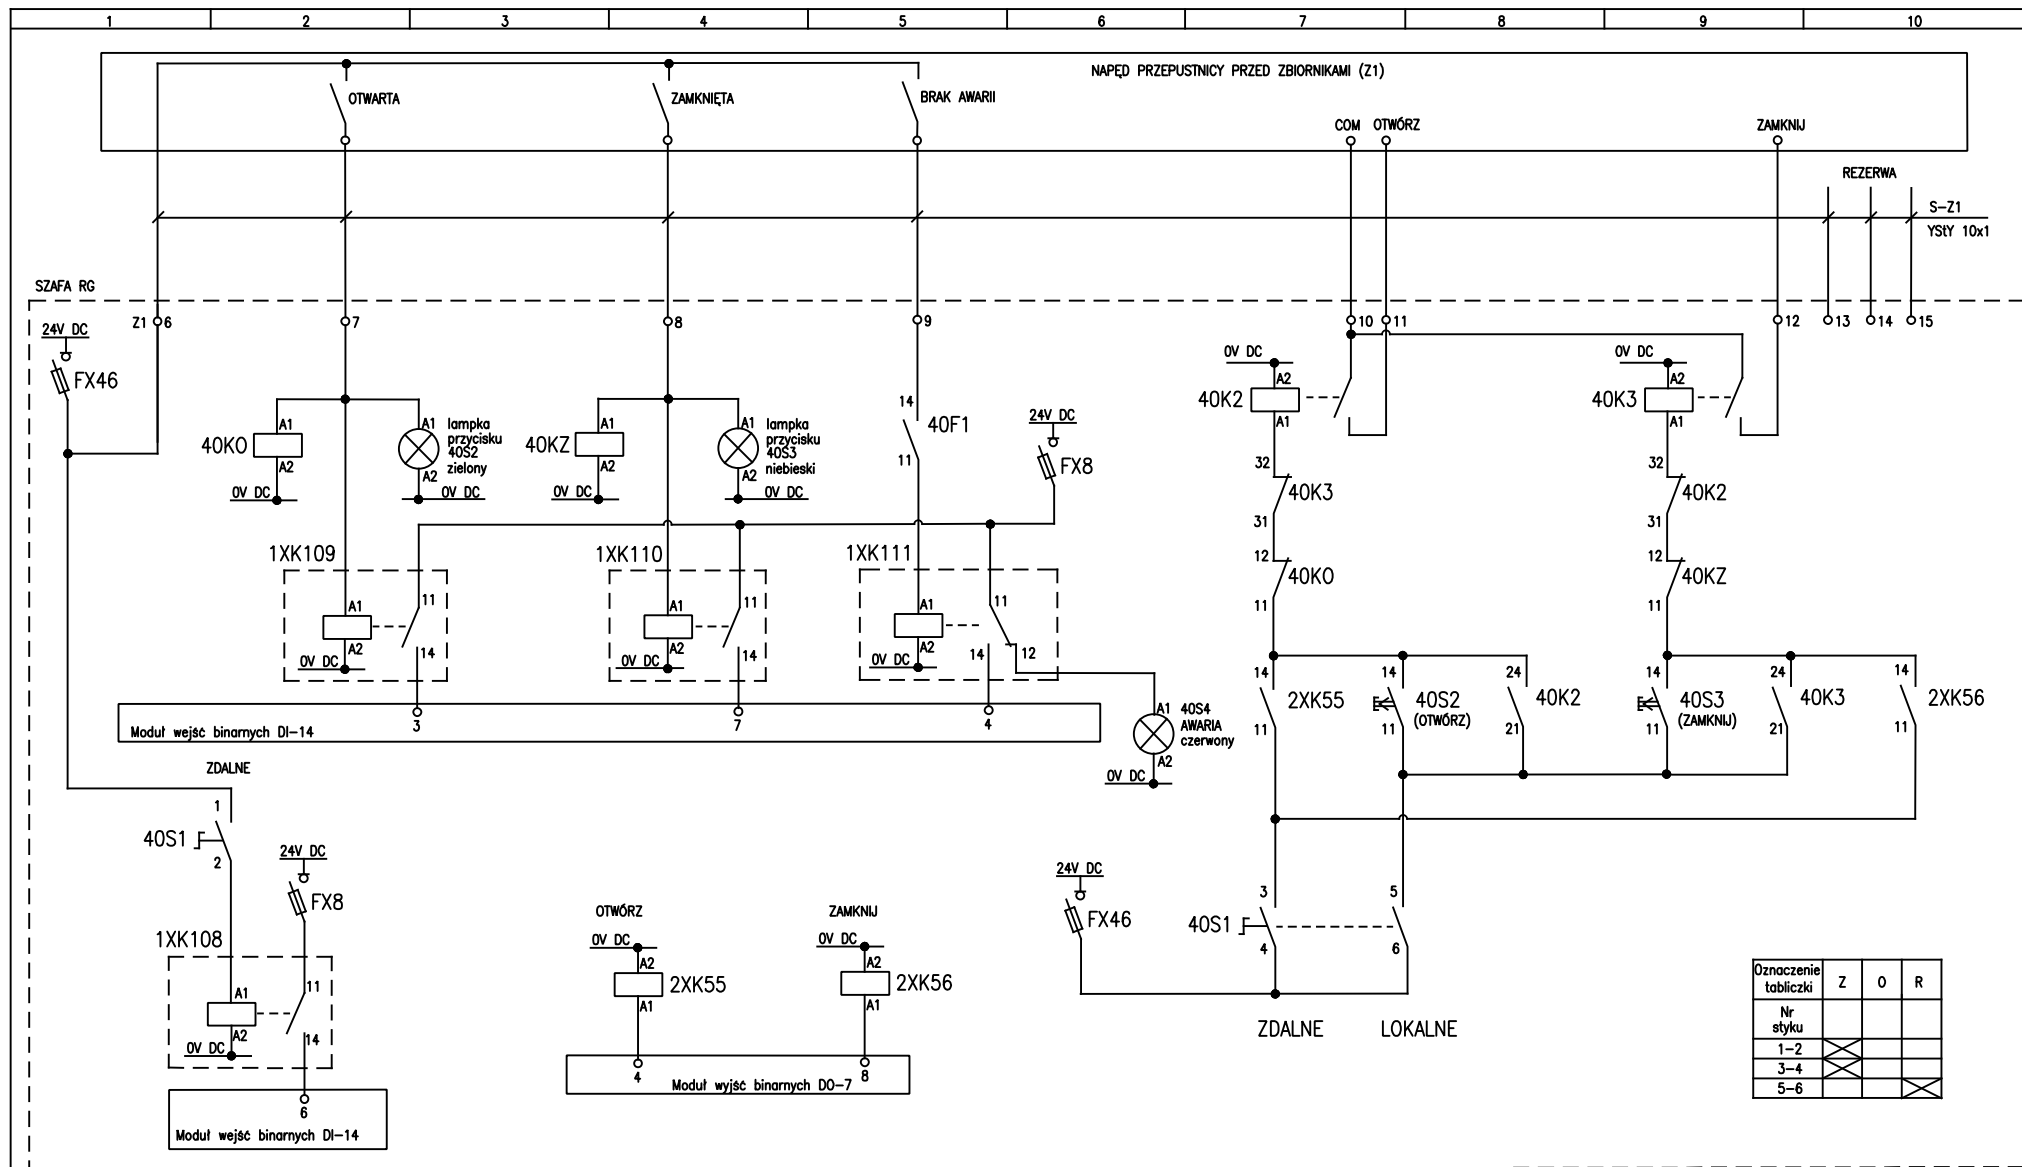 1 2 3 4 5 6 7 8 9 10
NAPĘD PRZEPUSTNICY PRZED ZBIORNIKAMI (Z1)
OTWARTA
ZAMKNIĘTA
BRAK AWARII
COM OTWÓRZ
ZAMKNIJ
REZERWA
S-Z1
YStY 10x1
SZAFA RG
Z1 6
7
8
9
10
11
12
13
14
15
24V DC
FX46
40KO
A1
A2
0V DC
A1
A2
lampka
przycisku
40S2
zielony
0V DC
40KZ
A1
A2
0V DC
A1
A2
lampka
przycisku
40S3
niebieski
0V DC
14
40F1
11
24V DC
FX8
0V DC
A2
40K2
A1
0V DC
A2
40K3
A1
32
40K3
31
12
40KO
11
32
40K2
31
12
40KZ
11
1XK109
A1
A2
0V DC
11
14
1XK110
A1
A2
0V DC
11
14
1XK111
A1
A2
0V DC
11
14
12
3
7
4
Moduł wejść binarnych DI-14
A1
40S4
AWARIA
czerwony
A2
0V DC
14
2XK55
11
14
40S2
(OTWÓRZ)
11
24
40K2
21
14
40S3
(ZAMKNIJ)
11
24
40K3
21
14
2XK56
11
ZDALNE
1
40S1
2
24V DC
FX8
1XK108
A1
A2
0V DC
11
14
6
Moduł wejść binarnych DI-14
OTWÓRZ
0V DC
A2
2XK55
A1
4
ZAMKNIJ
0V DC
A2
2XK56
A1
8
Moduł wyjść binarnych DO-7
24V DC
FX46
3
40S1
4
5
6
ZDALNE
LOKALNE
Oznaczenie
tabliczki
Z O R
Nr
styku
1-2
3-4
5-6